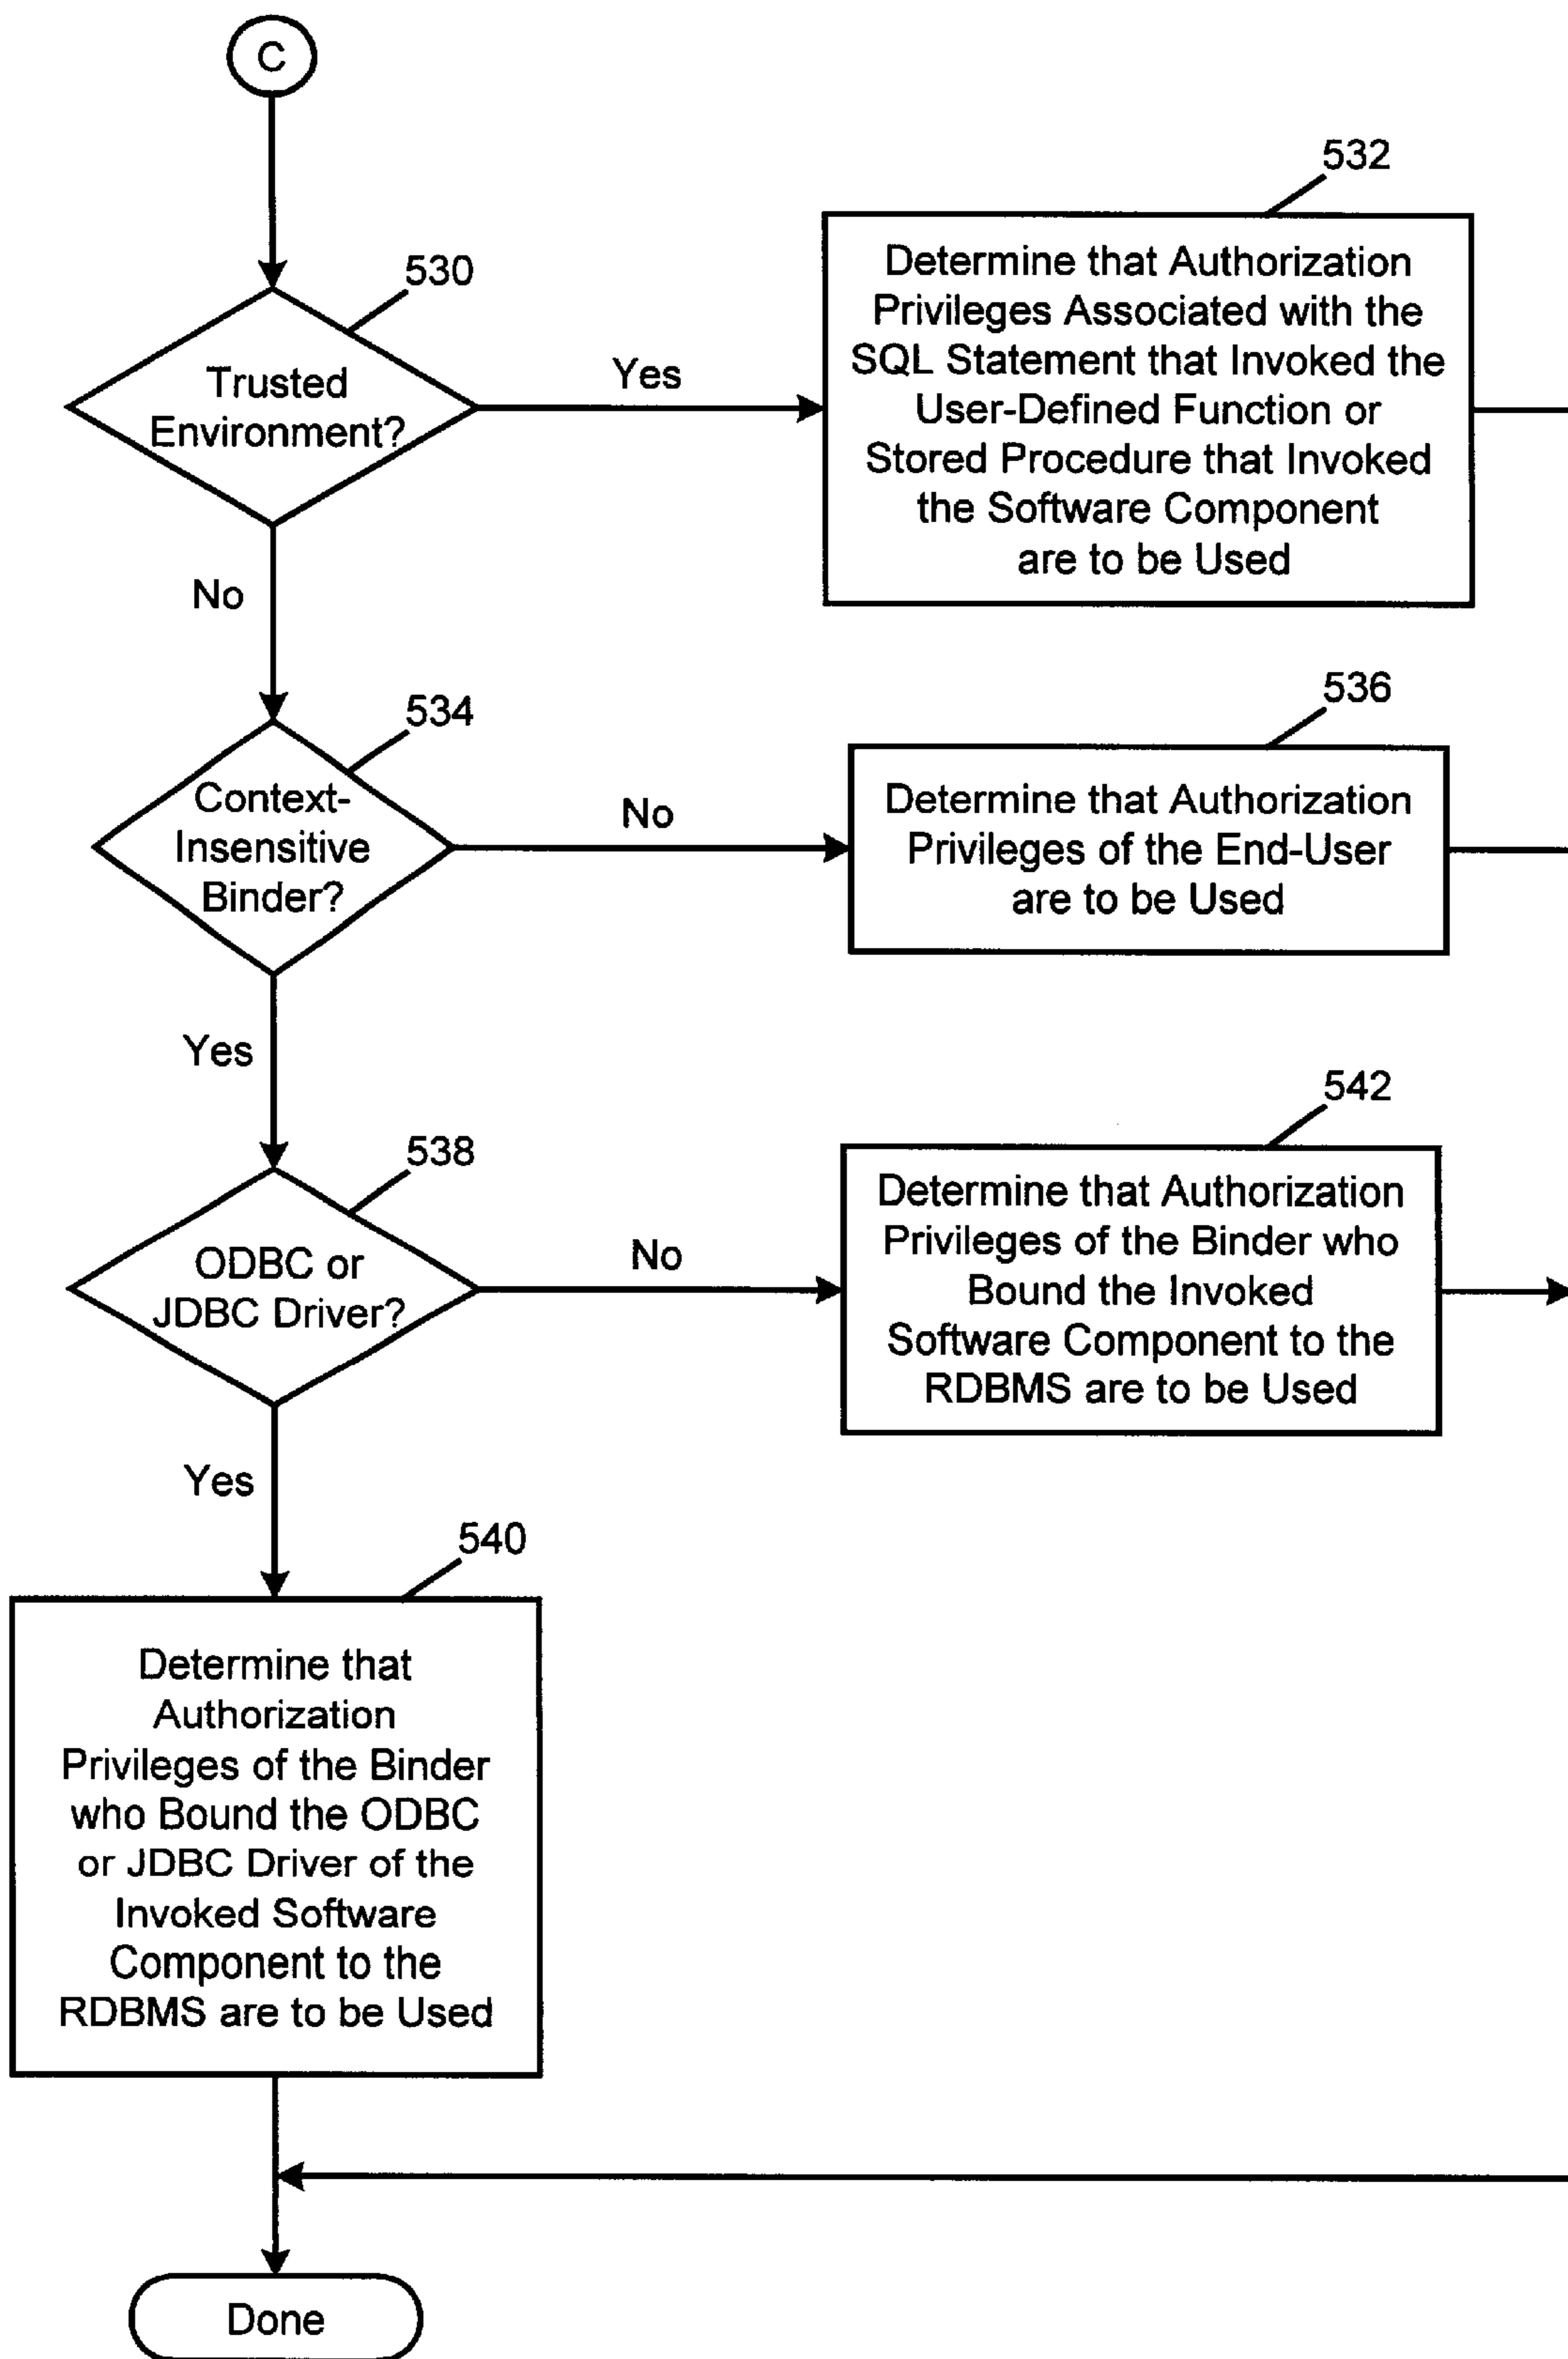 C
532
Determine that Authorization
Privileges Associated with the
SQL Statement that Invoked the
User-Defined Function or
Stored Procedure that Invoked
the Software Component
are to be Used
530
Trusted
Environment?
Yes
No
534
Context-
Insensitive
Binder?
No
536
Determine that Authorization
Privileges of the End-User
are to be Used
Yes
538
ODBC or
JDBC Driver?
No
542
Determine that Authorization
Privileges of the Binder who
Bound the Invoked
Software Component to the
RDBMS are to be Used
Yes
540
Determine that
Authorization
Privileges of the Binder
who Bound the ODBC
or JDBC Driver of the
Invoked Software
Component to the
RDBMS are to be Used
Done